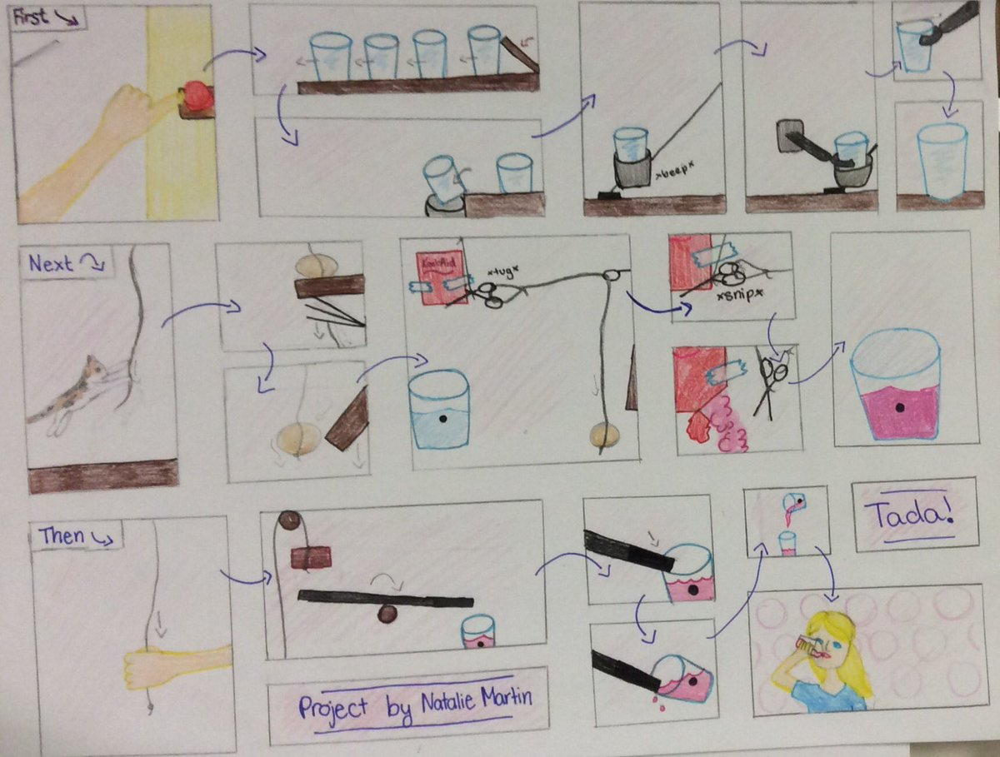 First
*beep*
Next
Kool-Aid
*tug*
*snip*
Then
Tada!
Project by Natalie Martin